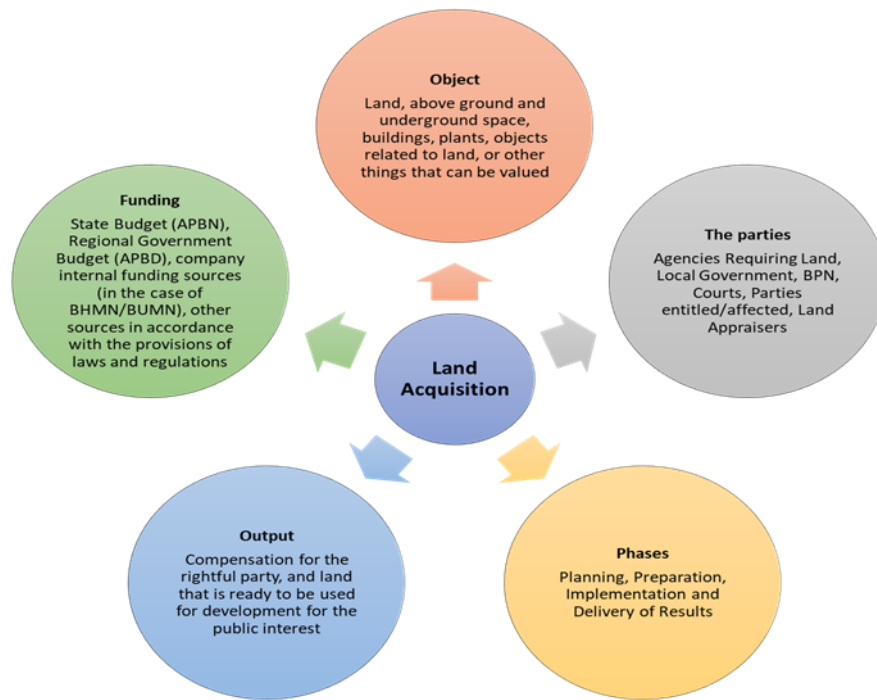 Object
Land, above ground and
underground space,
buildings, plants, objects
related to land, or other
things that can be valued
Funding
State Budget (APBN),
Regional Government
Budget (APBD), company
internal funding sources
(in the case of
BHMN/BUMN), other
sources in accordance
with the provisions of
laws and regulations
The parties
Agencies Requiring Land,
Local Government, BPN,
Courts, Parties
entitled/affected, Land
Appraisers
Land
Acquisition
Output
Compensation for the
rightful party, and land
that is ready to be used
for development for the
public interest
Phases
Planning, Preparation,
Implementation and
Delivery of Results